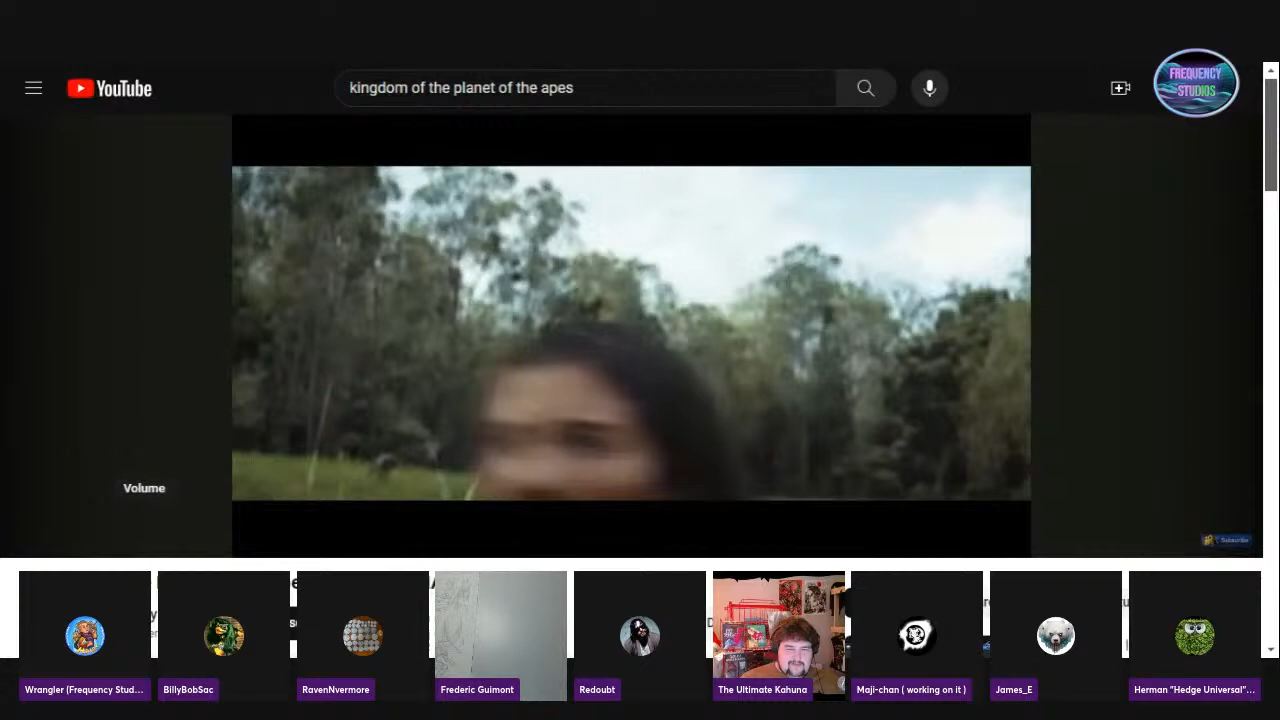 YouTube
kingdom of the planet of the apes
FREQUENCY
STUDIOS
Volume
Subscribe
Wrangler (Frequency Stud...
BillyBobSac
RavenNvermore
Frederic Guimont
Redoubt
The Ultimate Kahuna
Maji-chan ( working on it )
James_E
Herman "Hedge Universal"...